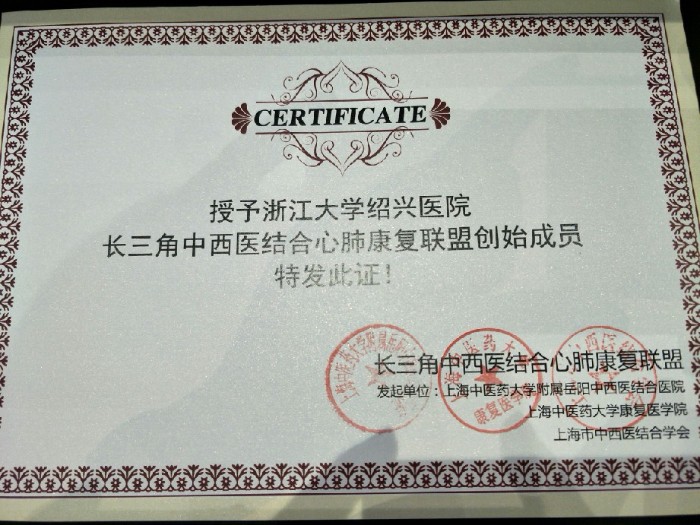 CERTIFICATE
授予浙江大学绍兴医院
长三角中西医结合心肺康复联盟创始成员
特发此证!
长三角中西医结合心肺康复联盟
发起单位:上海中医药大学附属岳阳中西医结合医院
上海中医药大学康复医学院
上海市中西医结合学会